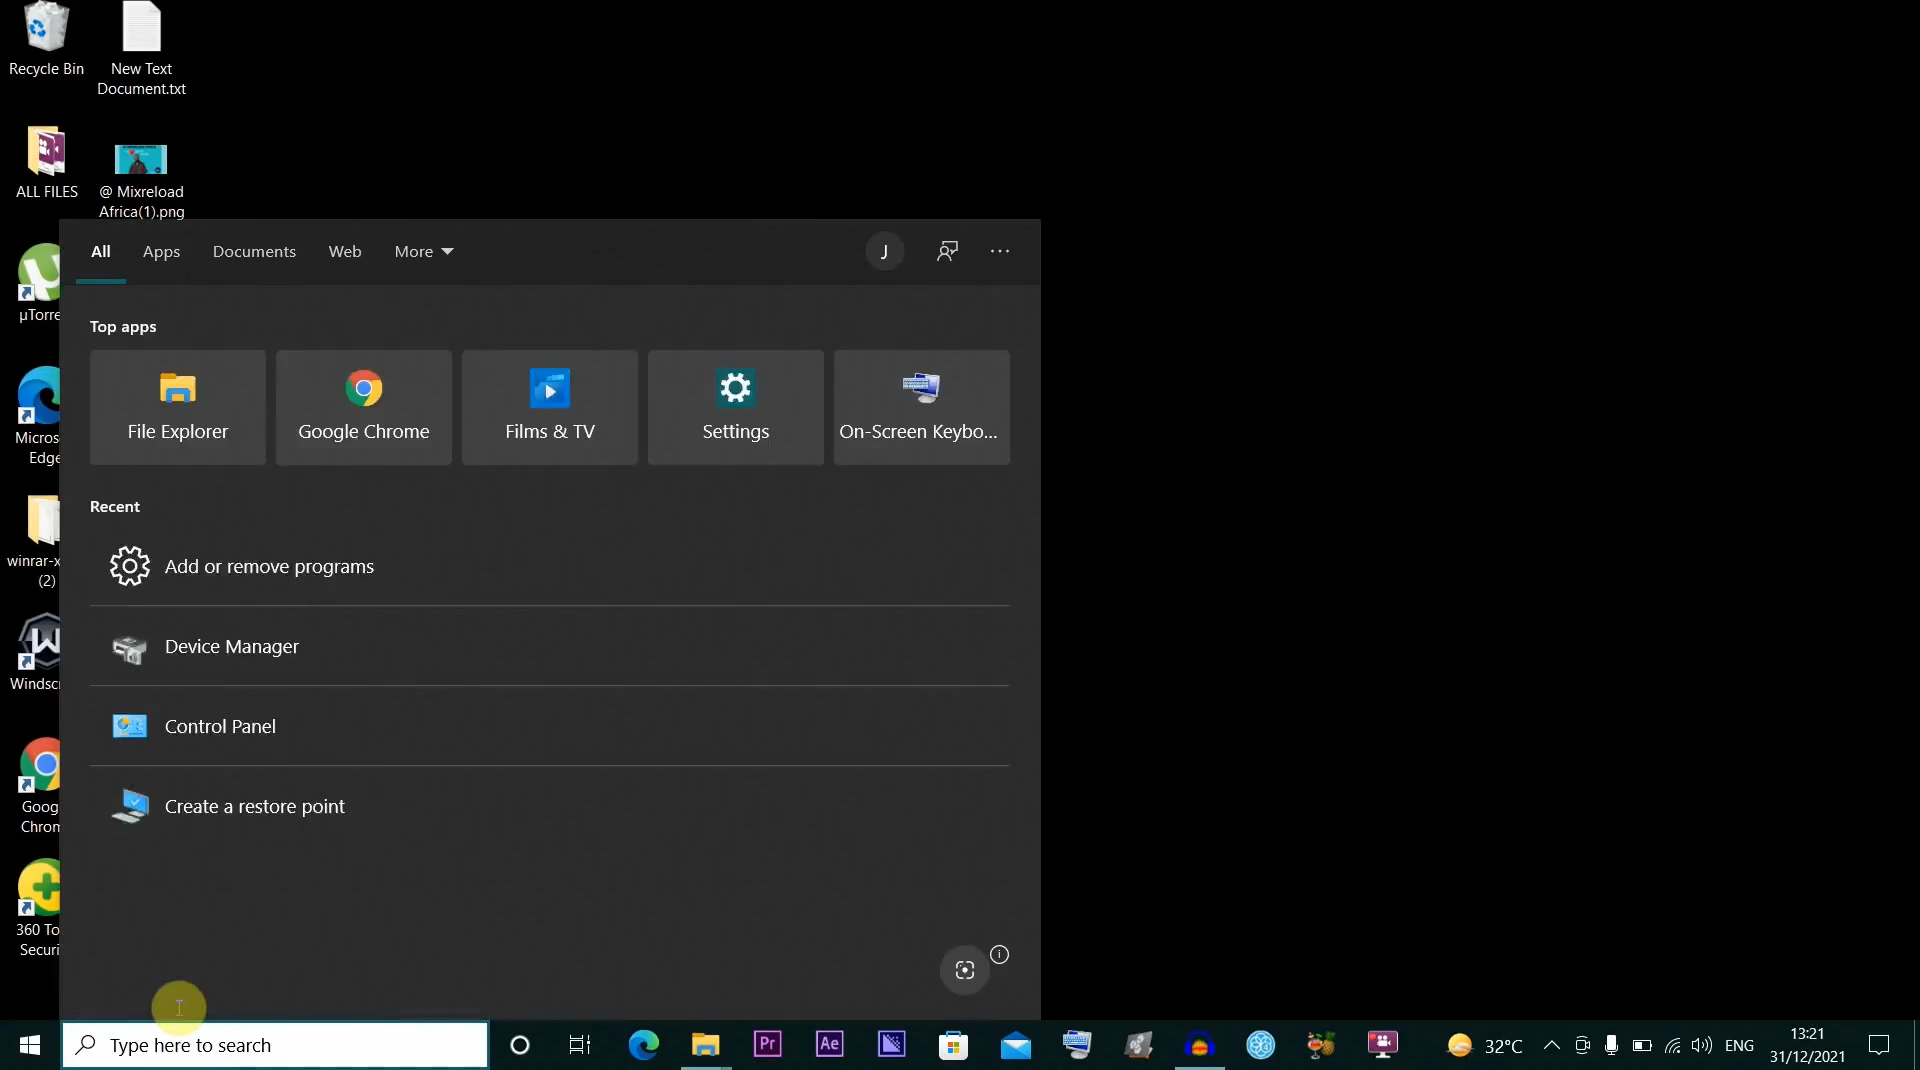 Recycle Bin
New Text
Document.txt
ALL FILES
@ Mixreload
Africa(1).png
µTorre
Micros
Edge
winrar-x
(2)
Windscr
Goog
Chrom
360 To
Securi
All
Apps
Documents
Web
More
J
Top apps
File Explorer
Google Chrome
Films & TV
Settings
On-Screen Keybo...
Recent
Add or remove programs
Device Manager
Control Panel
Create a restore point
Type here to search
Pr
Ae
32°C
ENG
13:21
31/12/2021